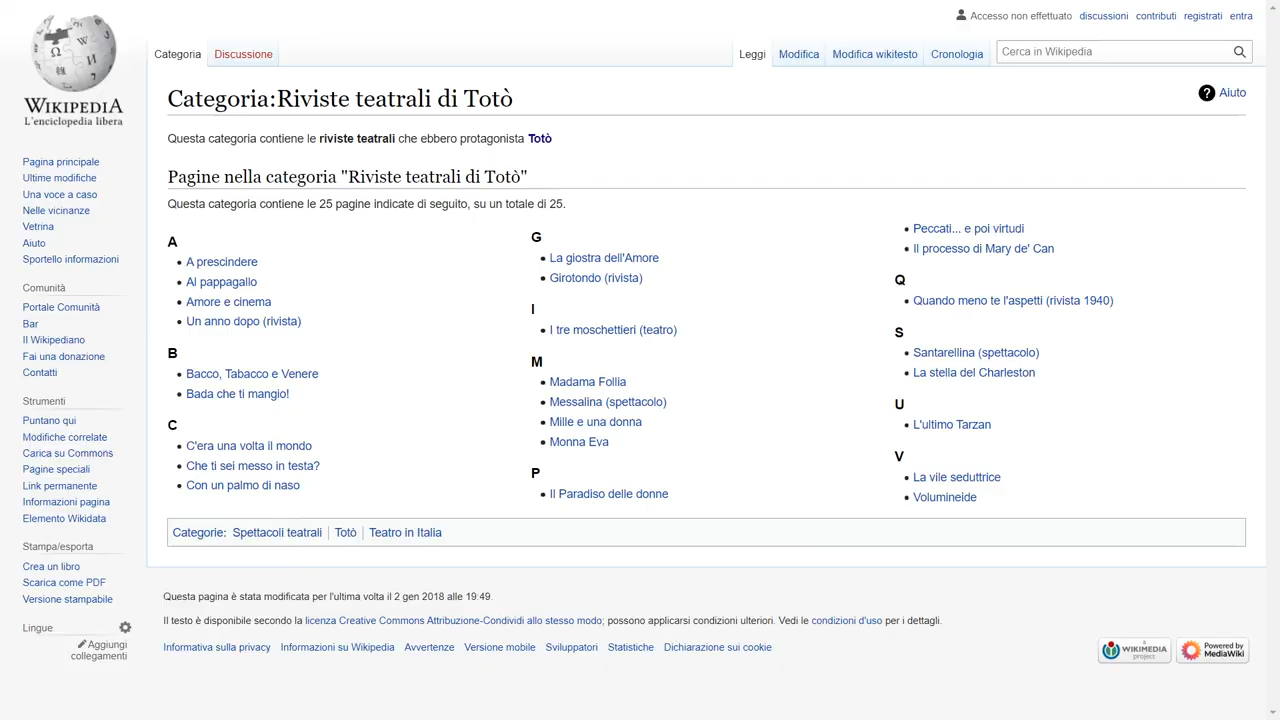 Accesso non effettuato discussioni contributi registrati entra
Categoria Discussione Leggi Modifica Modifica wikitesto Cronologia Cerca in Wikipedia
WIKIPEDIA
L'enciclopedia libera
Pagina principale
Ultime modifiche
Una voce a caso
Nelle vicinanze
Vetrina
Aiuto
Sportello informazioni
Comunità
Portale Comunità
Bar
Il Wikipediano
Fai una donazione
Contatti
Strumenti
Puntano qui
Modifiche correlate
Carica su Commons
Pagine speciali
Link permanente
Informazioni pagina
Elemento Wikidata
Stampa/esporta
Crea un libro
Scarica come PDF
Versione stampabile
Lingue
Aggiungi
collegamenti
Categoria:Riviste teatrali di Totò
Aiuto
Questa categoria contiene le riviste teatrali che ebbero protagonista Totò
Pagine nella categoria "Riviste teatrali di Totò"
Questa categoria contiene le 25 pagine indicate di seguito, su un totale di 25.
A
A prescindere
Al pappagallo
Amore e cinema
Un anno dopo (rivista)
B
Bacco, Tabacco e Venere
Bada che ti mangio!
C
C'era una volta il mondo
Che ti sei messo in testa?
Con un palmo di naso
G
La giostra dell'Amore
Girotondo (rivista)
I
I tre moschettieri (teatro)
M
Madama Follia
Messalina (spettacolo)
Mille e una donna
Monna Eva
P
Il Paradiso delle donne
Peccati... e poi virtudi
Il processo di Mary de' Can
Q
Quando meno te l'aspetti (rivista 1940)
S
Santarellina (spettacolo)
La stella del Charleston
U
L'ultimo Tarzan
V
La vile seduttrice
Volumineide
Categorie: Spettacoli teatrali | Totò | Teatro in Italia
Questa pagina è stata modificata per l'ultima volta il 2 gen 2018 alle 19:49.
Il testo è disponibile secondo la licenza Creative Commons Attribuzione-Condividi allo stesso modo; possono applicarsi condizioni ulteriori. Vedi le condizioni d'uso per i dettagli.
Informativa sulla privacy Informazioni su Wikipedia Avvertenze Versione mobile Sviluppatori Statistiche Dichiarazione sui cookie
A
WIKIMEDIA
project
Powered by
MediaWiki